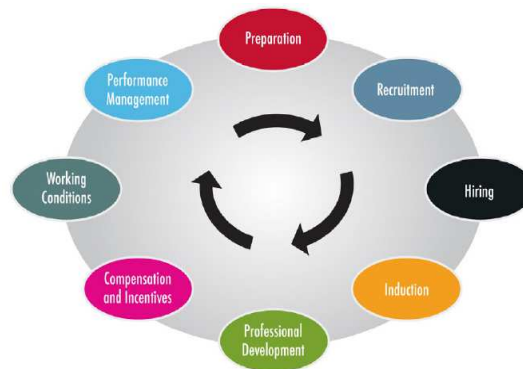 Preparation
Recruitment
Hiring
Induction
Professional
Development
Compensation
and Incentives
Working
Conditions
Performance
Management